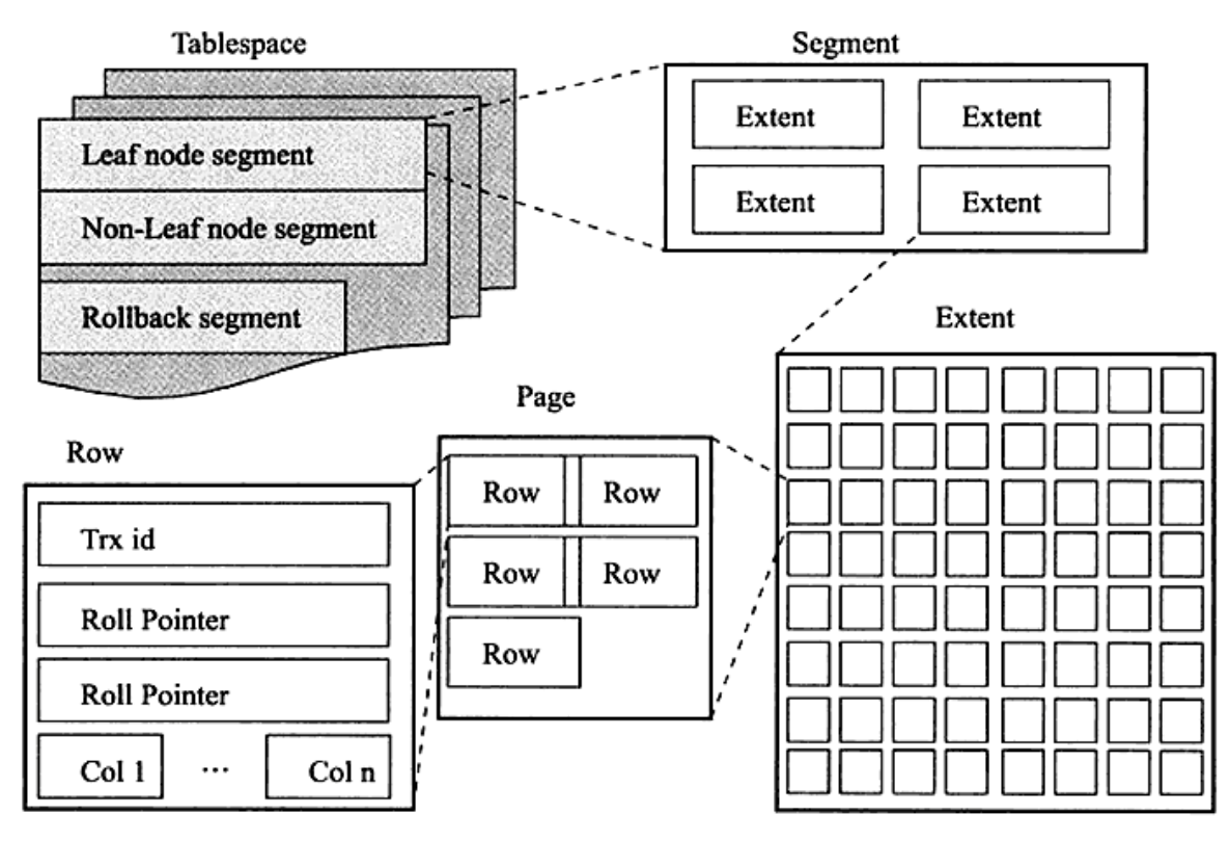 Tablespace
Leaf node segment
Non-Leaf node segment
Rollback segment
Segment
Extent Extent
Extent Extent
Extent
Page
Row Row
Row Row
Row
Row
Trx id
Roll Pointer
Roll Pointer
Col 1 ... Col n